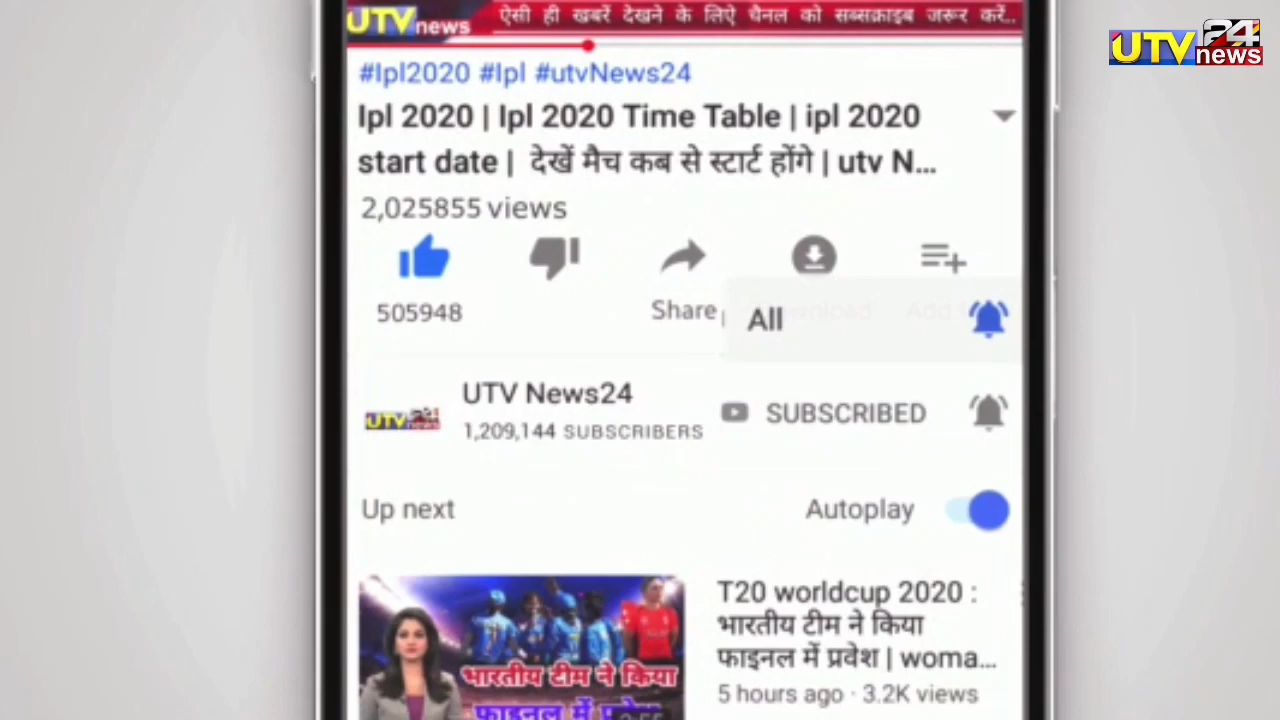 UTV news
ऐसी ही खबरें देखने के लिऐ चैनल को सब्सक्राइब जरूर करें..
UTV 24 news
#Ipl2020 #Ipl #utvNews24
Ipl 2020 | Ipl 2020 Time Table | ipl 2020
start date | देखें मैच कब से स्टार्ट होंगे | utv N...
2,025855 views
505948
Share
All
UTV News24
SUBSCRIBED
1,209,144 SUBSCRIBERS
UTV news
Up next
Autoplay
T20 worldcup 2020 :
भारतीय टीम ने किया
फाइनल में प्रवेश | woma...
5 hours ago · 3.2K views
भारतीय टीम ने किया
फाइनल में